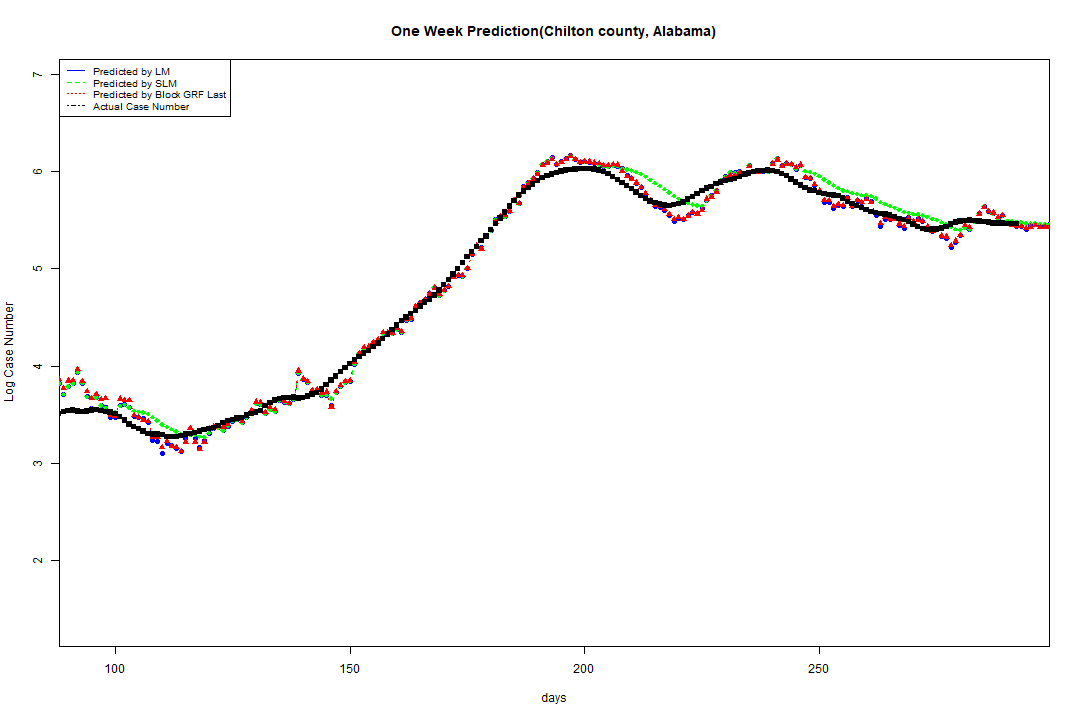 One Week Prediction(Chilton county, Alabama)
Predicted by LM
Predicted by SLM
Predicted by Block GRF Last
Actual Case Number
7
6
5
4
3
2
Log Case Number
100 150 200 250
days